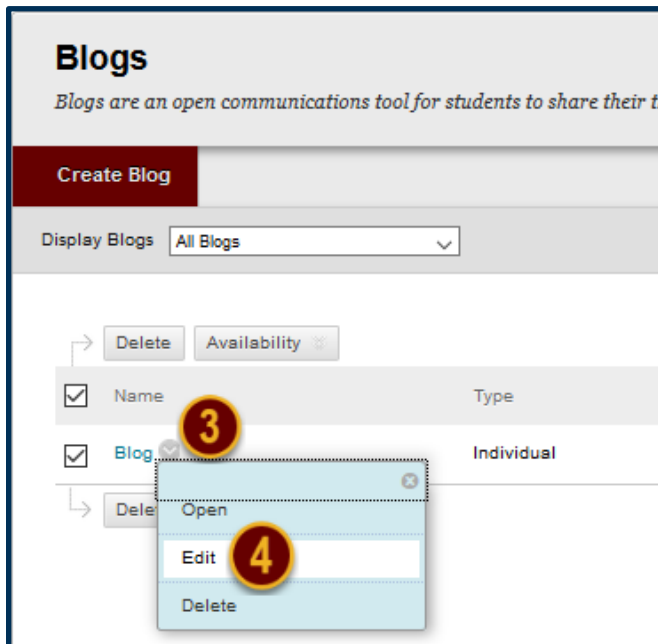 Blogs
Blogs are an open communications tool for students to share their
Create Blog
Display Blogs All Blogs
Delete Availability
Name Type
3
Blog Individual
Open
Edit 4
Delete